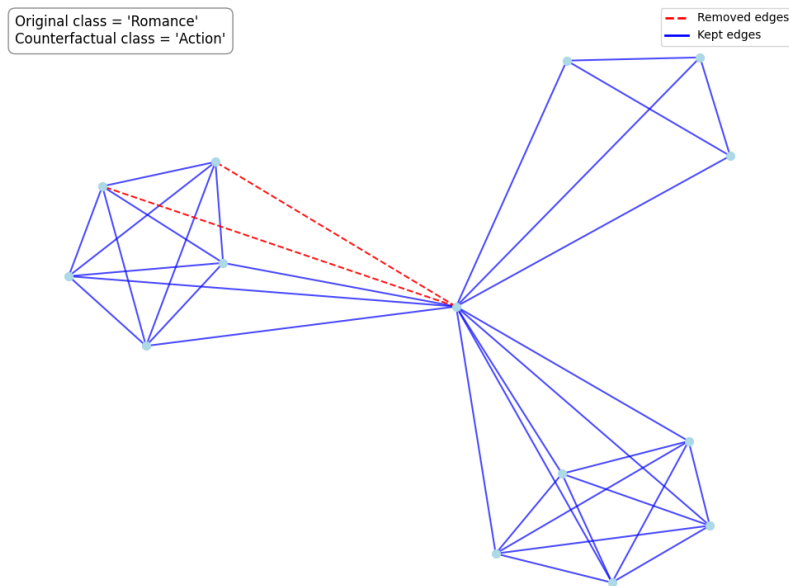 Original class = 'Romance'
Counterfactual class = 'Action'
Removed edges
Kept edges